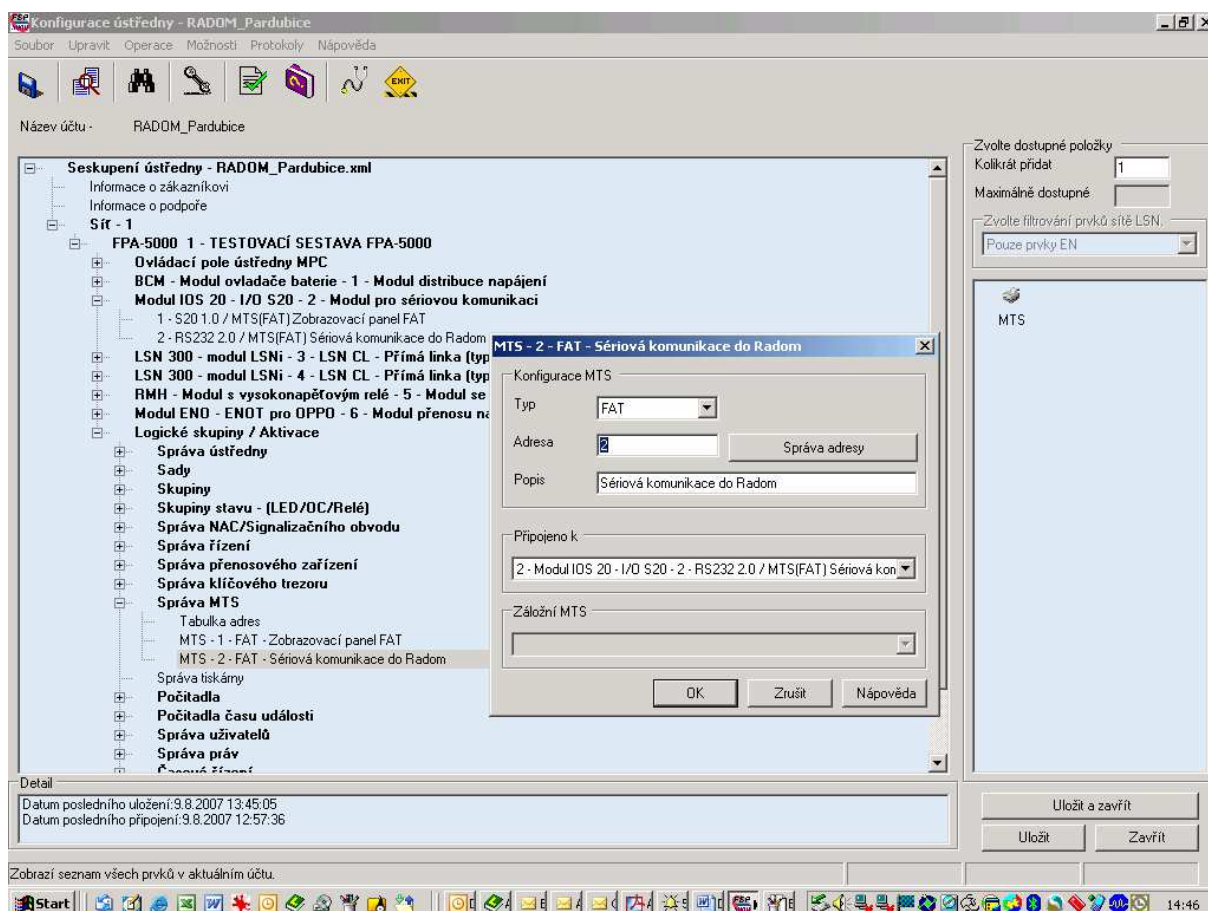 Konfigurace ústředny - RADOM_Pardubice
Soubor Upravit Operace Možnosti Protokoly Nápověda
EXIT
Název účtu - RADOM_Pardubice
Seskupení ústředny - RADOM_Pardubice.xml
Informace o zákazníkovi
Informace o podpoře
Síť - 1
FPA-5000 1 - TESTOVACÍ SESTAVA FPA-5000
Ovládací pole ústředny MPC
BCM - Modul ovladače baterie - 1 - Modul distribuce napájení
Modul IOS 20 - I/O S20 - 2 - Modul pro sériovou komunikaci
1 - S20 1.0 / MTS(FAT) Zobrazovací panel FAT
2 - RS232 2.0 / MTS(FAT) Sériová komunikace do Radom
LSN 300 - modul LSNi - 3 - LSN CL - Přímá linka (typ
LSN 300 - modul LSNi - 4 - LSN CL - Přímá linka (typ
RMH - Modul s vysokonapěťovým relé - 5 - Modul se
Modul ENO - ENOT pro OPPO - 6 - Modul přenosu na
Logické skupiny / Aktivace
Správa ústředny
Sady
Skupiny
Skupiny stavu - (LED/OC/Relé)
Správa NAC/Signalizačního obvodu
Správa řízení
Správa přenosového zařízení
Správa klíčového trezoru
Správa MTS
Tabulka adres
MTS - 1 - FAT - Zobrazovací panel FAT
MTS - 2 - FAT - Sériová komunikace do Radom
Správa tiskárny
Počitadla
Počitadla času události
Správa uživatelů
Správa práv
Časové řízení
MTS - 2 - FAT - Sériová komunikace do Radom
Konfigurace MTS
Typ FAT
Adresa 2 Správa adresy
Popis Sériová komunikace do Radom
Připojeno k
2 - Modul IOS 20 - I/O S20 - 2 - RS232 2.0 / MTS(FAT) Sériová kon
Záložní MTS
OK Zrušit Nápověda
Zvolte dostupné položky
Kolikrát přidat 1
Maximálně dostupné
Zvolte filtrování prvků sítě LSN.
Pouze prvky EN
MTS
Detail
Datum posledního uložení:9.8.2007 13:45:05
Datum posledního připojení:9.8.2007 12:57:36
Uložit a zavřít
Uložit Zavřít
Zobrazí seznam všech prvků v aktuálním účtu.
Start 14:46